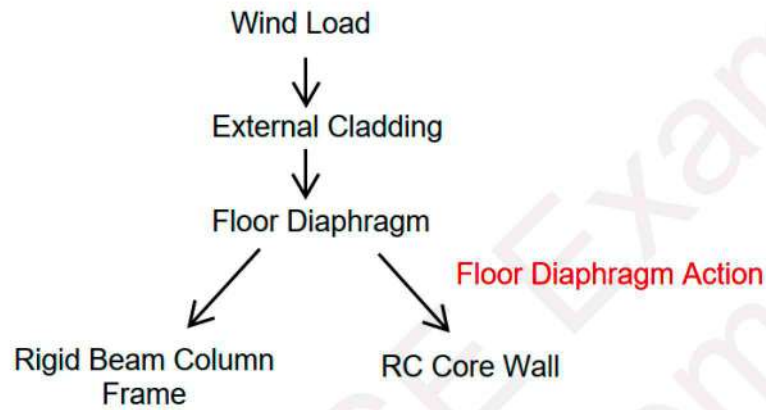 Wind Load
External Cladding
Floor Diaphragm
Floor Diaphragm Action
Rigid Beam Column
Frame
RC Core Wall